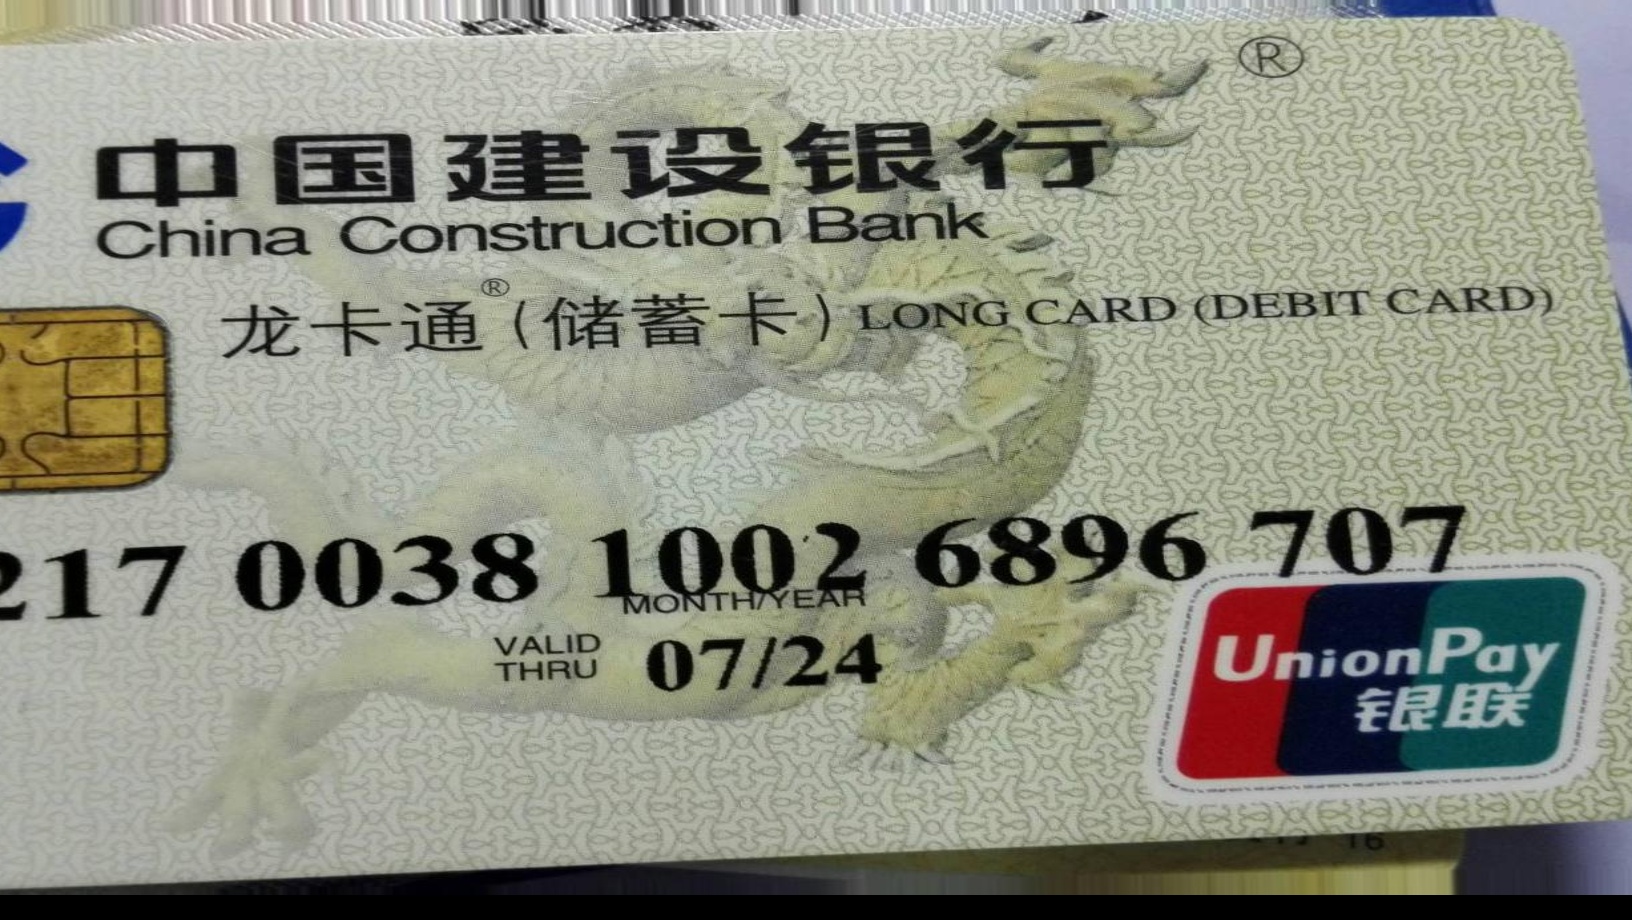 ®
中国建设银行
China Construction Bank
龙卡通®(储蓄卡) LONG CARD (DEBIT CARD)
217 0038 1002 6896 707
MONTH/YEAR
VALID THRU 07/24
UnionPay
银联
16